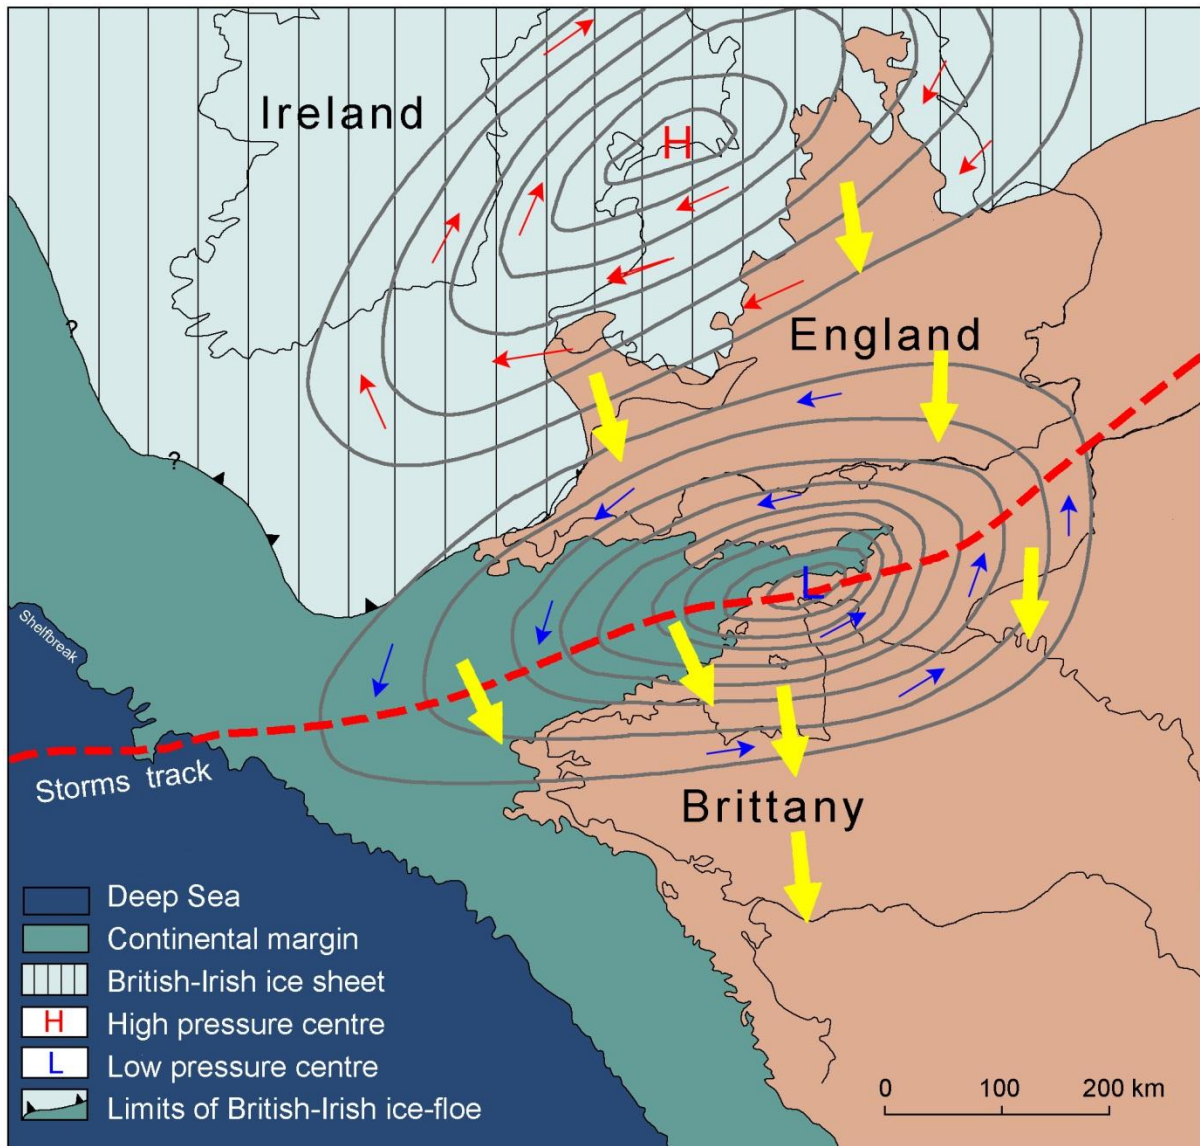 Ireland
H
England
?
?
L
Shelfbreak
Storms track
Brittany
Deep Sea
Continental margin
British-Irish ice sheet
H High pressure centre
L Low pressure centre
Limits of British-Irish ice-floe
0 100 200 km